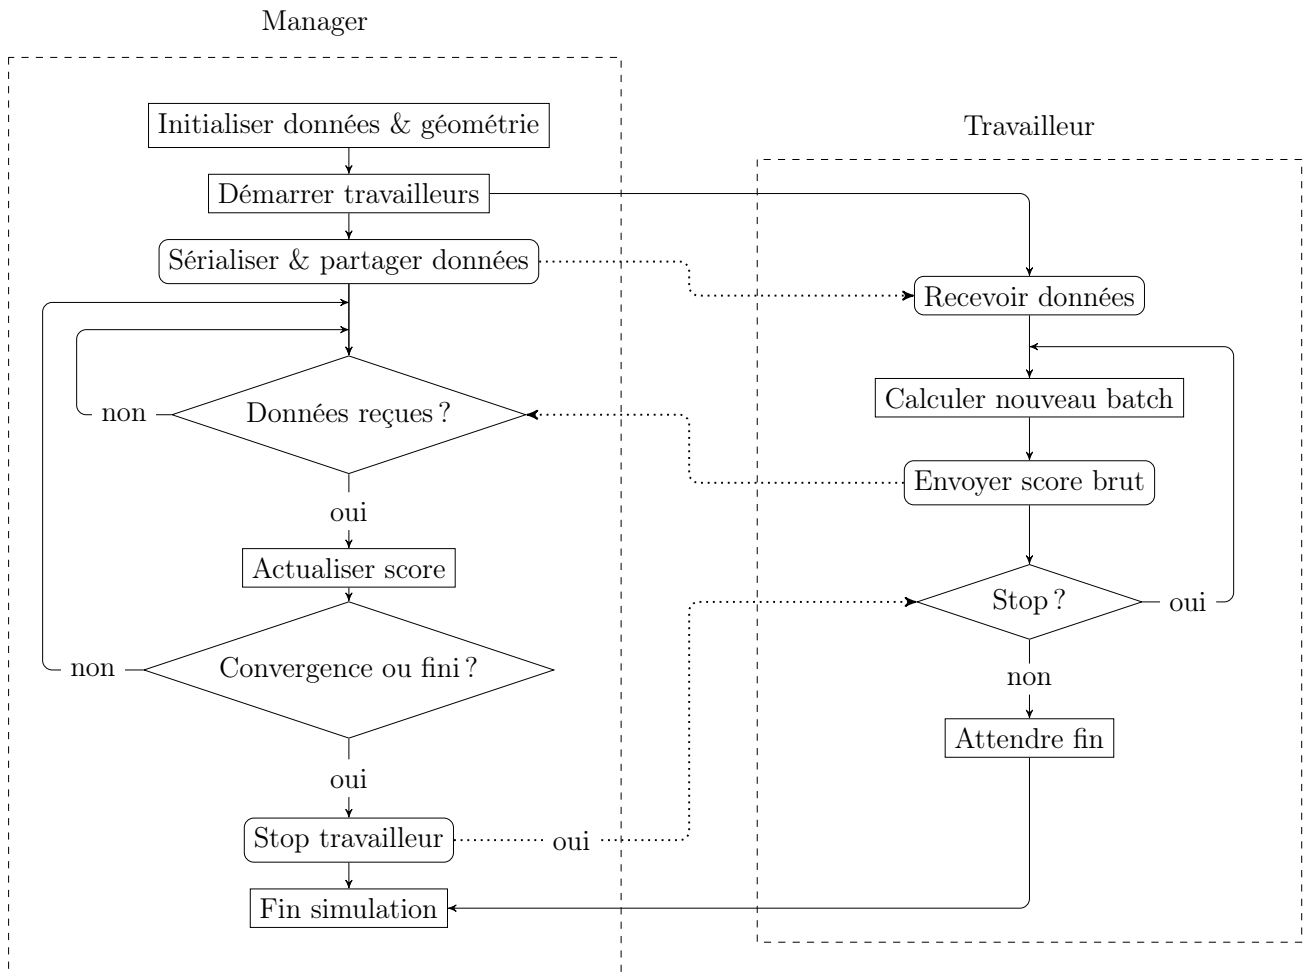 Manager
Initialiser données & géométrie
Travailleur
Démarrer travailleurs
Sérialiser & partager données
Recevoir données
Calculer nouveau batch
non
Données reçues ?
Envoyer score brut
oui
Actualiser score
Stop ?
oui
non
Convergence ou fini ?
non
Attendre fin
oui
Stop travailleur
oui
Fin simulation